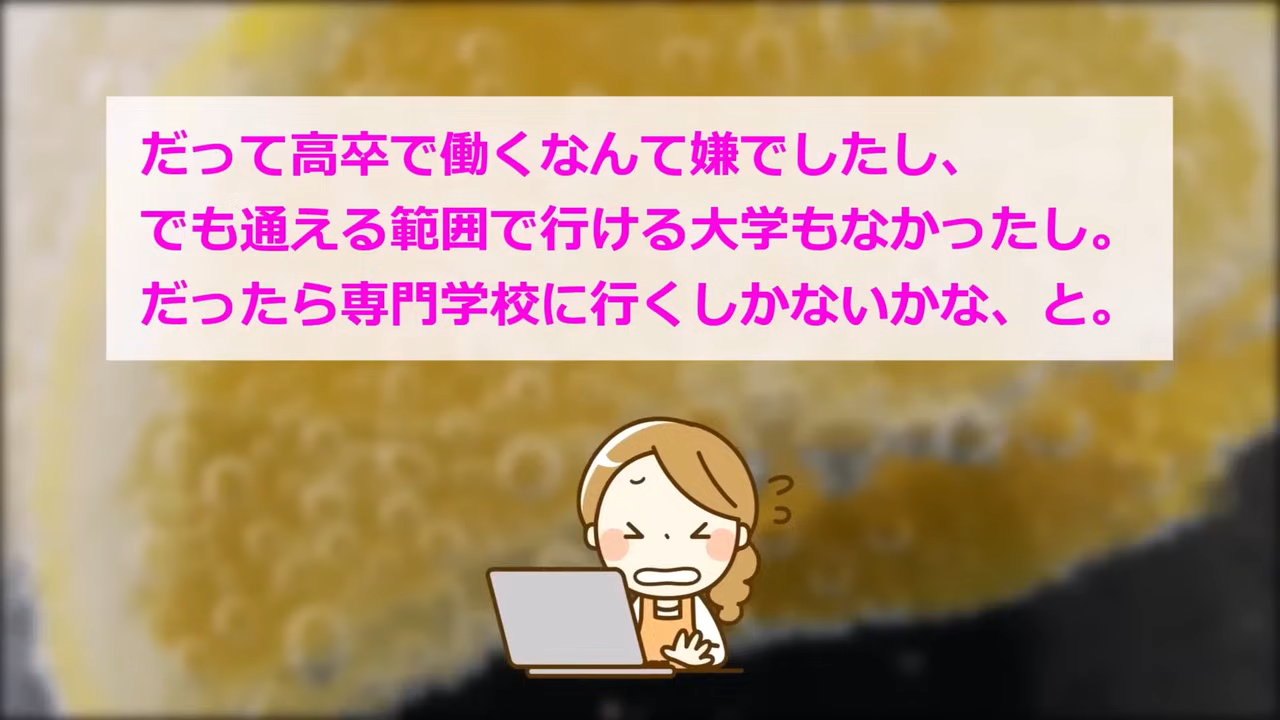 だって高卒で働くなんて嫌でしたし、
でも通える範囲で行ける大学もなかったし。
だったら専門学校に行くしかないかな、と。